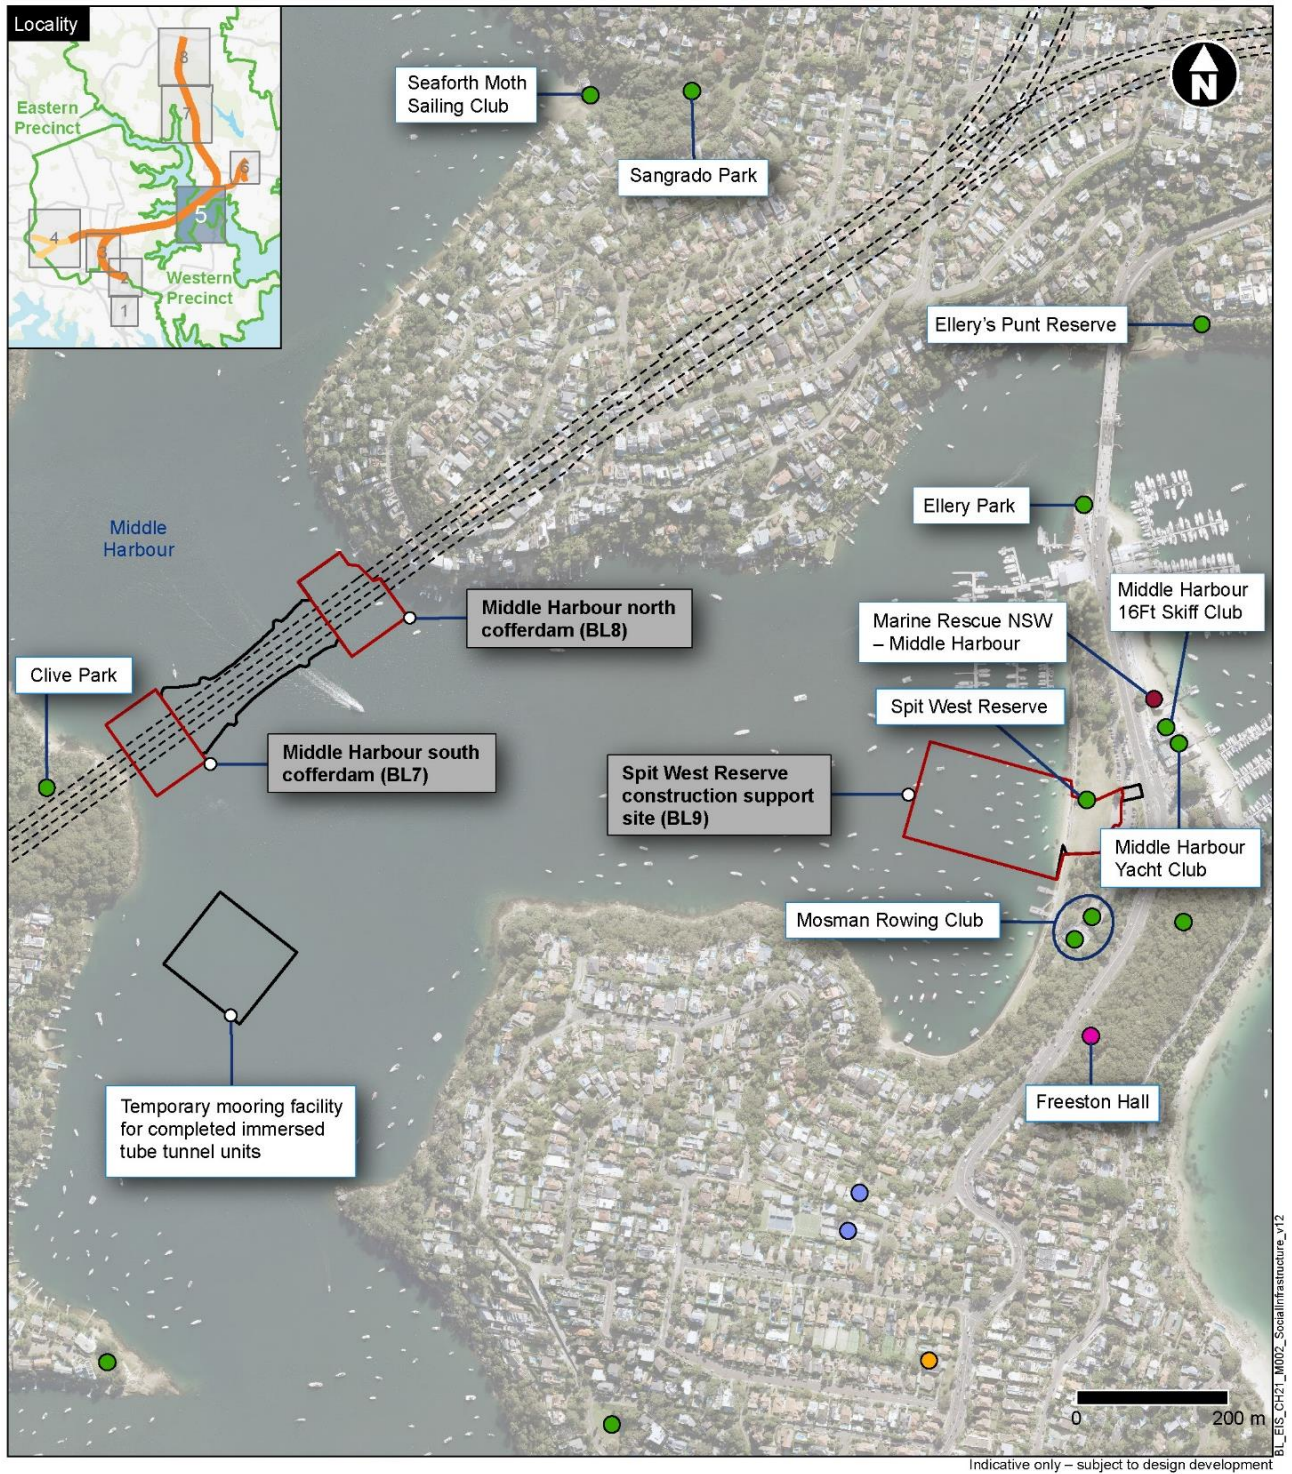 Locality
8
7
Eastern
Precinct
6
5
4
3
2
Western
Precinct
1
N
Seaforth Moth
Sailing Club
Sangrado Park
Ellery's Punt Reserve
Ellery Park
Middle
Harbour
Middle Harbour
16Ft Skiff Club
Middle Harbour north
cofferdam (BL8)
Marine Rescue NSW
– Middle Harbour
Clive Park
Spit West Reserve
Middle Harbour south
cofferdam (BL7)
Spit West Reserve
construction support
site (BL9)
Middle Harbour
Yacht Club
Mosman Rowing Club
Freeston Hall
Temporary mooring facility
for completed immersed
tube tunnel units
0 200 m
BL_EIS_CH21_M002_SocialInfrastructure_v12
Indicative only – subject to design development